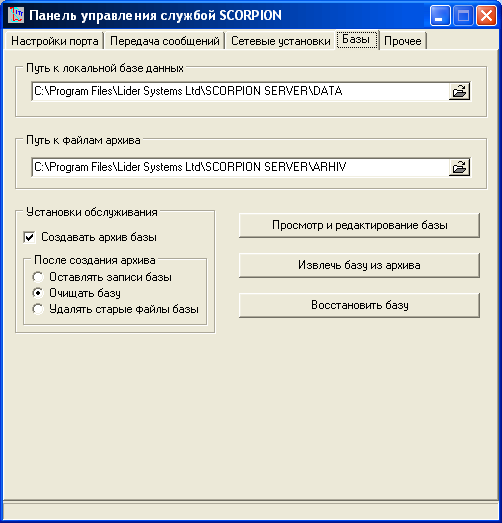 Панель управления службой SCORPION
Настройки порта
Передача сообщений
Сетевые установки
Базы
Прочее
Путь к локальной базе данных
C:\Program Files\Lider Systems Ltd\SCORPION SERVER\DATA
Путь к файлам архива
C:\Program Files\Lider Systems Ltd\SCORPION SERVER\ARHIV
Установки обслуживания
Создавать архив базы
После создания архива
Оставлять записи базы
Очищать базу
Удалять старые файлы базы
Просмотр и редактирование базы
Извлечь базу из архива
Восстановить базу